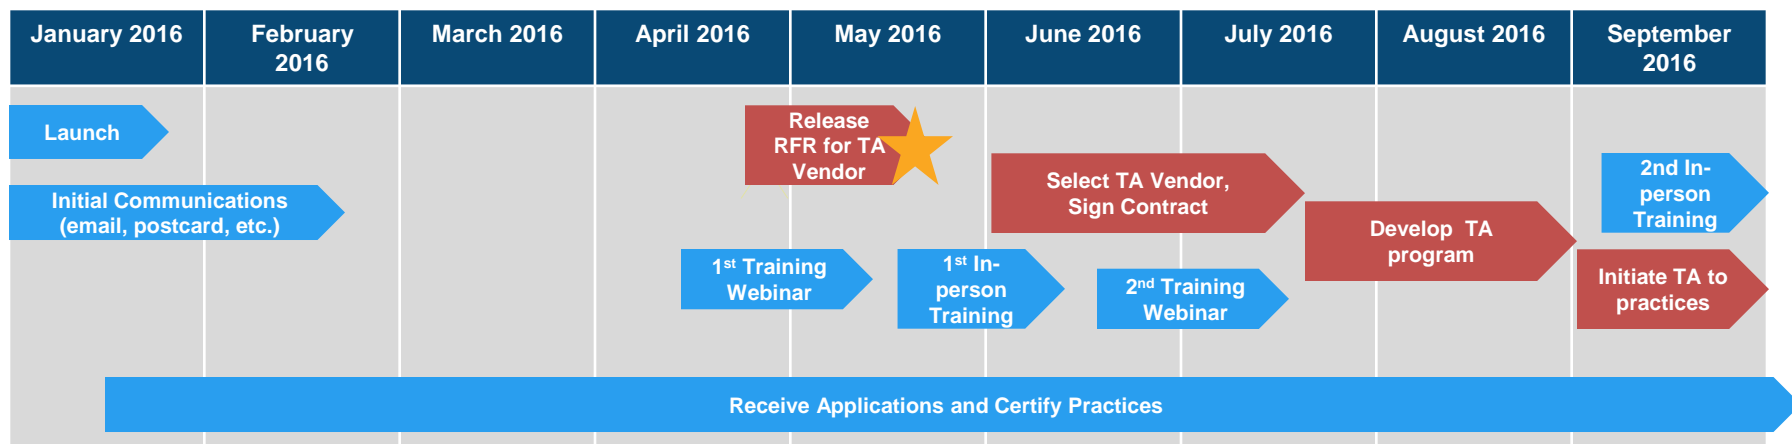 January 2016
February
2016
March 2016
April 2016
May 2016
June 2016
July 2016
August 2016
September
2016
Launch
Release
RFR for TA
Vendor
Select TA Vendor,
Sign Contract
2nd In-
person
Training
Initial Communications
(email, postcard, etc.)
Develop TA
program
1st Training
Webinar
1st In-
person
Training
2nd Training
Webinar
Initiate TA to
practices
Receive Applications and Certify Practices